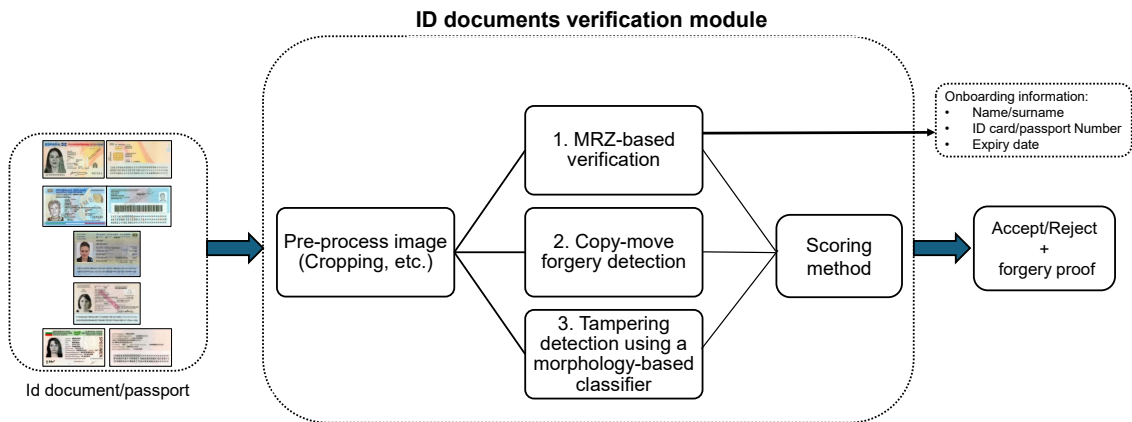 ID documents verification module
Onboarding information:
• Name/surname
• ID card/passport Number
• Expiry date
1. MRZ-based
verification
Pre-process image
(Cropping, etc.)
2. Copy-move
forgery detection
Scoring
method
Accept/Reject
+
forgery proof
3. Tampering
detection using a
morphology-based
classifier
Id document/passport